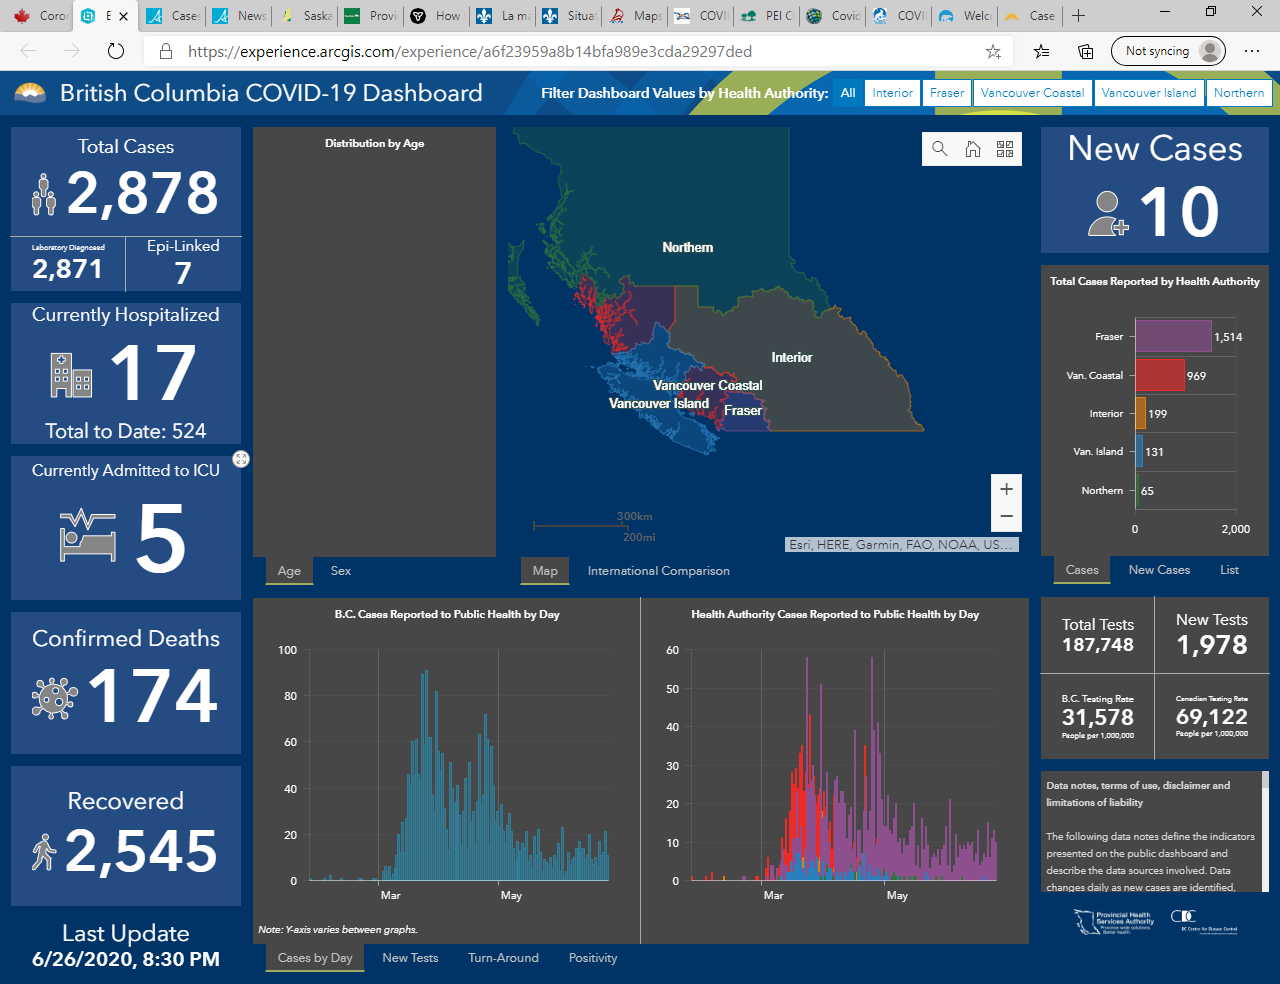 Coror
E
Cases
News
Saska
Provi
How
La ma
Situat
Maps
COVI
PEI C
Covid
COVI
Welco
Case
https://experience.arcgis.com/experience/a6f23959a8b14bfa989e3cda29297ded
Not syncing
British Columbia COVID-19 Dashboard
Filter Dashboard Values by Health Authority:
All
Interior
Fraser
Vancouver Coastal
Vancouver Island
Northern
Total Cases
2,878
Laboratory Diagnosed
2,871
Epi-Linked
7
Currently Hospitalized
17
Total to Date: 524
Currently Admitted to ICU
5
Confirmed Deaths
174
Recovered
2,545
Last Update
6/26/2020, 8:30 PM
Distribution by Age
Age
Sex
Northern
Interior
Vancouver Coastal
Vancouver Island
Fraser
300km
200mi
+
−
Esri, HERE, Garmin, FAO, NOAA, US...
Map
International Comparison
New Cases
10
Total Cases Reported by Health Authority
Fraser
1,514
Van. Coastal
969
Interior
199
Van. Island
131
Northern
65
0
2,000
Cases
New Cases
List
B.C. Cases Reported to Public Health by Day
100
80
60
40
20
0
Mar
May
Note: Y-axis varies between graphs.
Health Authority Cases Reported to Public Health by Day
60
50
40
30
20
10
0
Mar
May
Cases by Day
New Tests
Turn-Around
Positivity
Total Tests
187,748
New Tests
1,978
B.C. Testing Rate
31,578
People per 1,000,000
Canadian Testing Rate
69,122
People per 1,000,000
Data notes, terms of use, disclaimer and
limitations of liability
The following data notes define the indicators
presented on the public dashboard and
describe the data sources involved. Data
changes daily as new cases are identified,
Provincial Health
Services Authority
Province-wide solutions.
Better health.
BC Centre for Disease Control